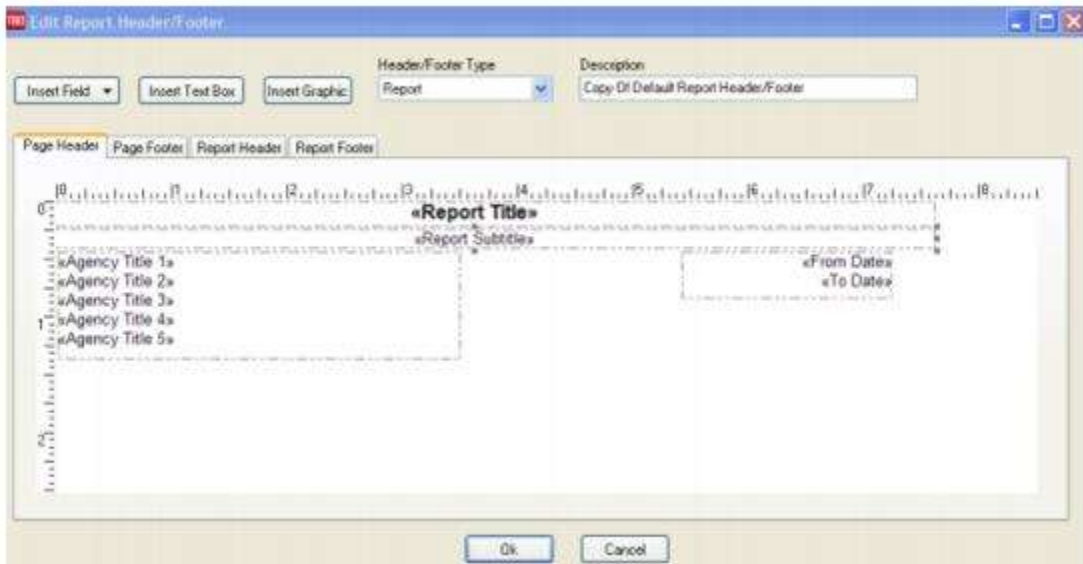 Edit Report Header/Footer
Header/Footer Type
Description
Insert Field
Insert Text Box
Insert Graphic
Report
Copy Of Default Report Header/Footer
Page Header
Page Footer
Report Header
Report Footer
0 1 2 3 4 5 6 7 8
0
«Report Title»
«Report Subtitle»
«Agency Title 1»
«From Date»
«Agency Title 2»
«To Date»
«Agency Title 3»
1
«Agency Title 4»
«Agency Title 5»
2
Ok
Cancel